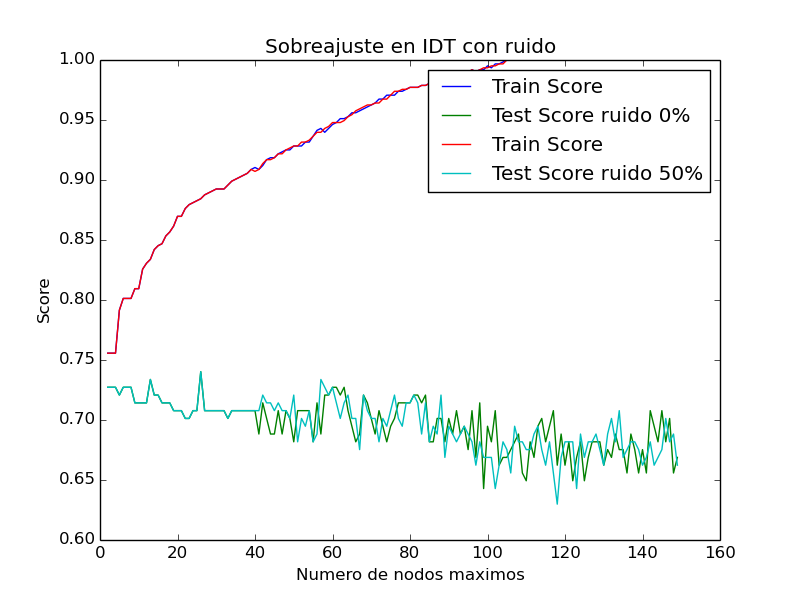 Sobreajuste en IDT con ruido
1.00
0.95
0.90
0.85
0.80
0.75
0.70
0.65
0.60
Score
Train Score
Test Score ruido 0%
Train Score
Test Score ruido 50%
0
20
40
60
80
100
120
140
160
Numero de nodos maximos